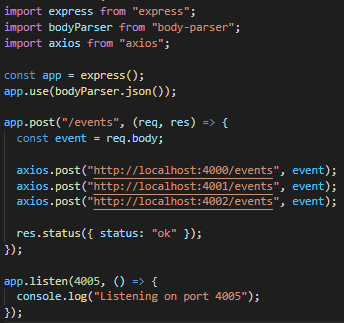 import express from "express";
import bodyParser from "body-parser";
import axios from "axios";

const app = express();
app.use(bodyParser.json());

app.post("/events", (req, res) => {
  const event = req.body;

  axios.post("http://localhost:4000/events", event);
  axios.post("http://localhost:4001/events", event);
  axios.post("http://localhost:4002/events", event);

  res.status({ status: "ok" });
});

app.listen(4005, () => {
  console.log("Listening on port 4005");
});